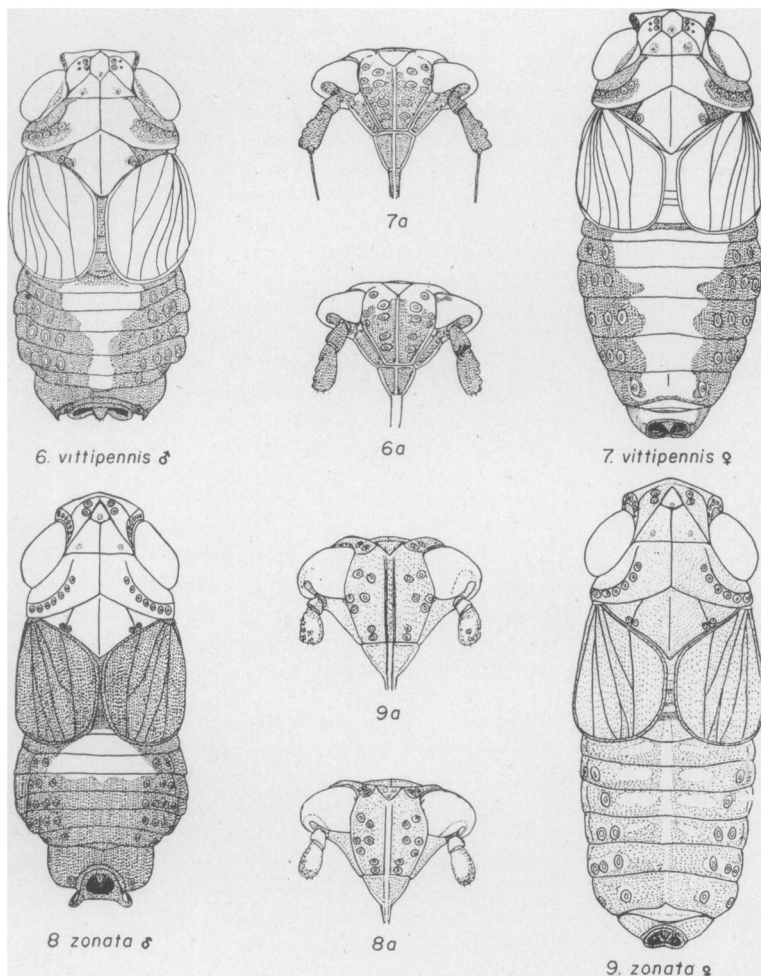 7a
6a
6. vittipennis ♂
7. vittipennis ♀
9a
8a
8 zonata ♂
9. zonata ♀